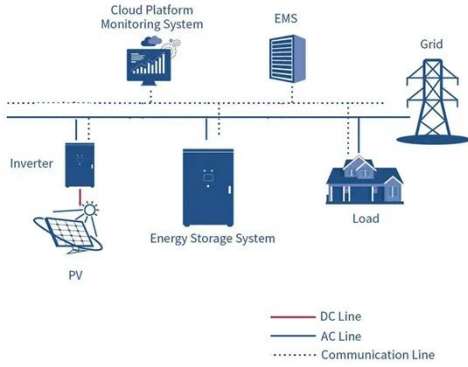 Cloud Platform
Monitoring System
EMS
Grid
Inverter
Energy Storage System
Load
PV
DC Line
AC Line
Communication Line